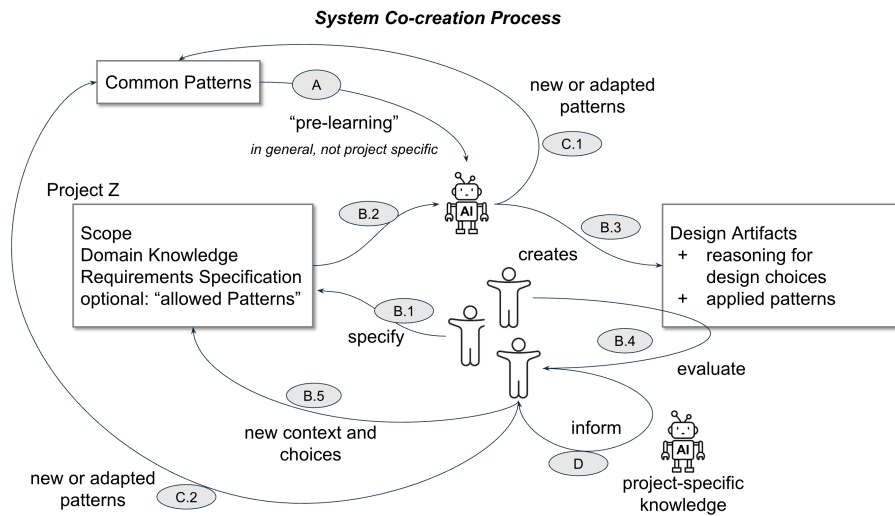 System Co-creation Process
Common Patterns
A
“pre-learning”
in general, not project specific
new or adapted
patterns
C.1
Project Z
Scope
Domain Knowledge
Requirements Specification
optional: “allowed Patterns”
B.2
AI
B.3
creates
Design Artifacts
+ reasoning for
design choices
+ applied patterns
B.1
specify
B.4
evaluate
B.5
new context and
choices
inform
D
AI
project-specific
knowledge
new or adapted
patterns
C.2